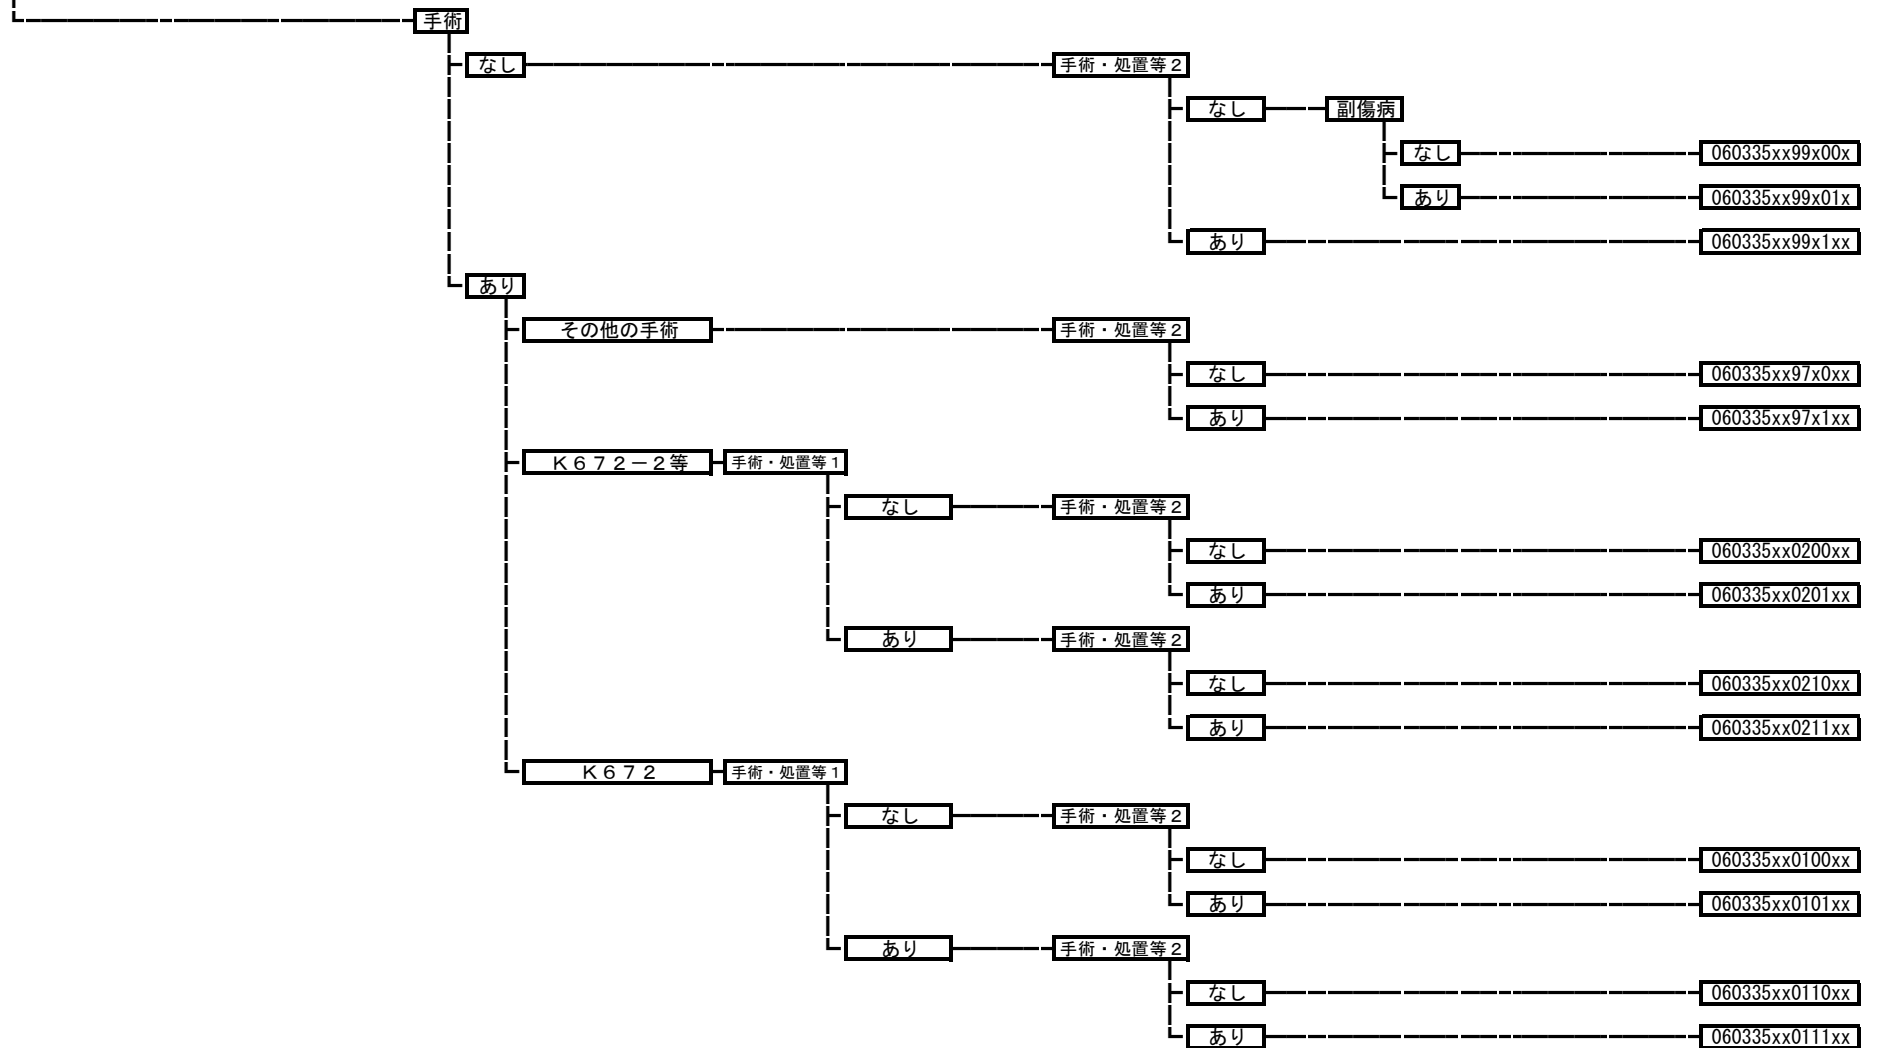 手術
なし 手術・処置等2
なし 副傷病
なし 060335xx99x00x
あり 060335xx99x01x
あり 060335xx99x1xx
あり
その他の手術 手術・処置等2
なし 060335xx97x0xx
あり 060335xx97x1xx
K672-2等 手術・処置等1
なし 手術・処置等2
なし 060335xx0200xx
あり 060335xx0201xx
あり 手術・処置等2
なし 060335xx0210xx
あり 060335xx0211xx
K672 手術・処置等1
なし 手術・処置等2
なし 060335xx0100xx
あり 060335xx0101xx
あり 手術・処置等2
なし 060335xx0110xx
あり 060335xx0111xx